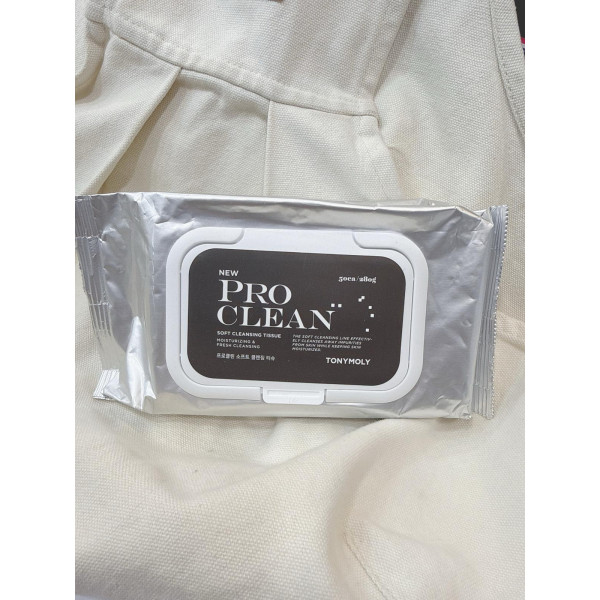 50ea/280g
NEW
PRO
CLEAN
SOFT CLEANSING TISSUE
MOISTURIZING &
FRESH CLEANSING
프로클린 소프트 클렌징 티슈
THE SOFT CLEANSING LINE EFFECTIV-
ELY CLEANSES AWAY IMPURITIES
FROM SKIN WHILE KEEPING SKIN
MOISTURIZED.
TONYMOLY